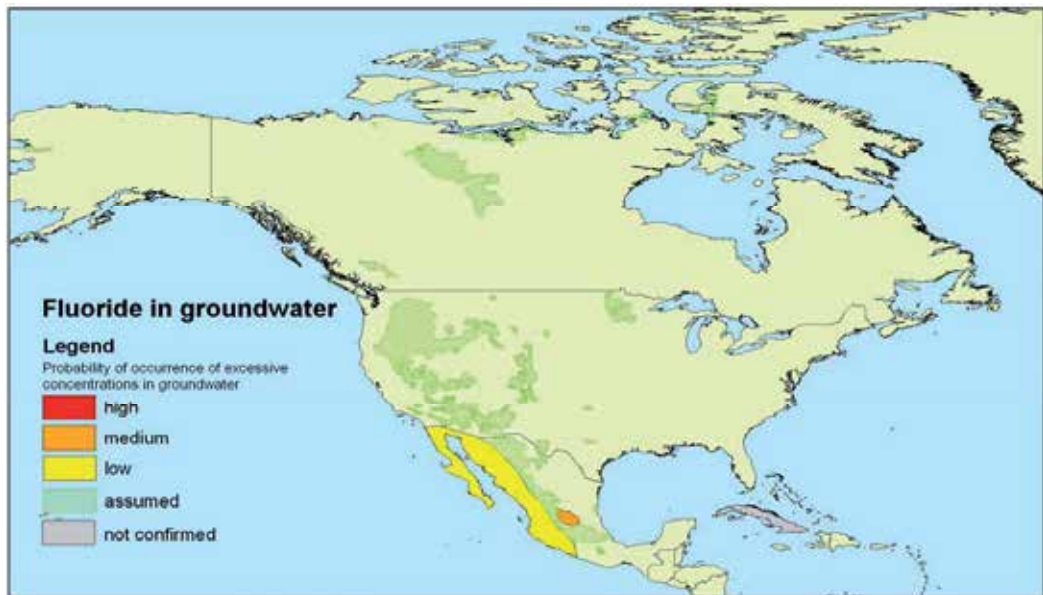 Fluoride in groundwater
Legend
Probability of occurrence of excessive
concentrations in groundwater
high
medium
low
assumed
not confirmed